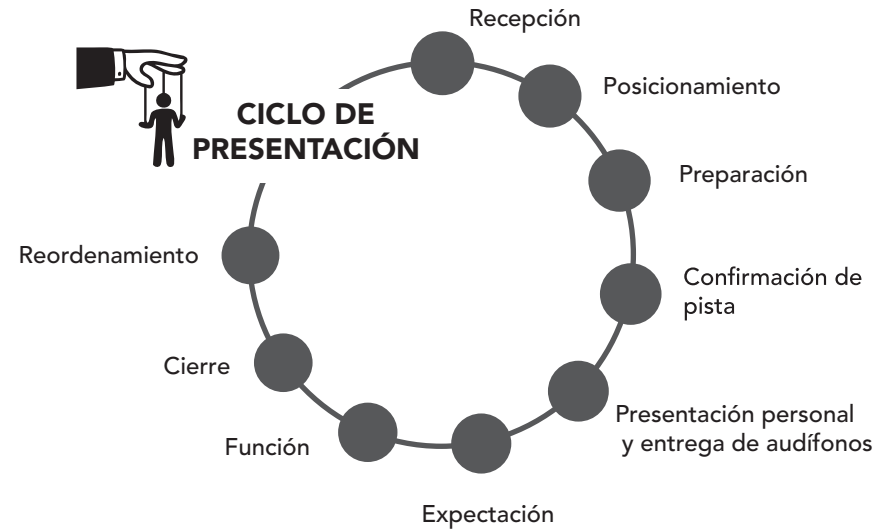 CICLO DE
PRESENTACIÓN
Recepción
Posicionamiento
Preparación
Confirmación de
pista
Presentación personal
y entrega de audífonos
Expectación
Función
Cierre
Reordenamiento